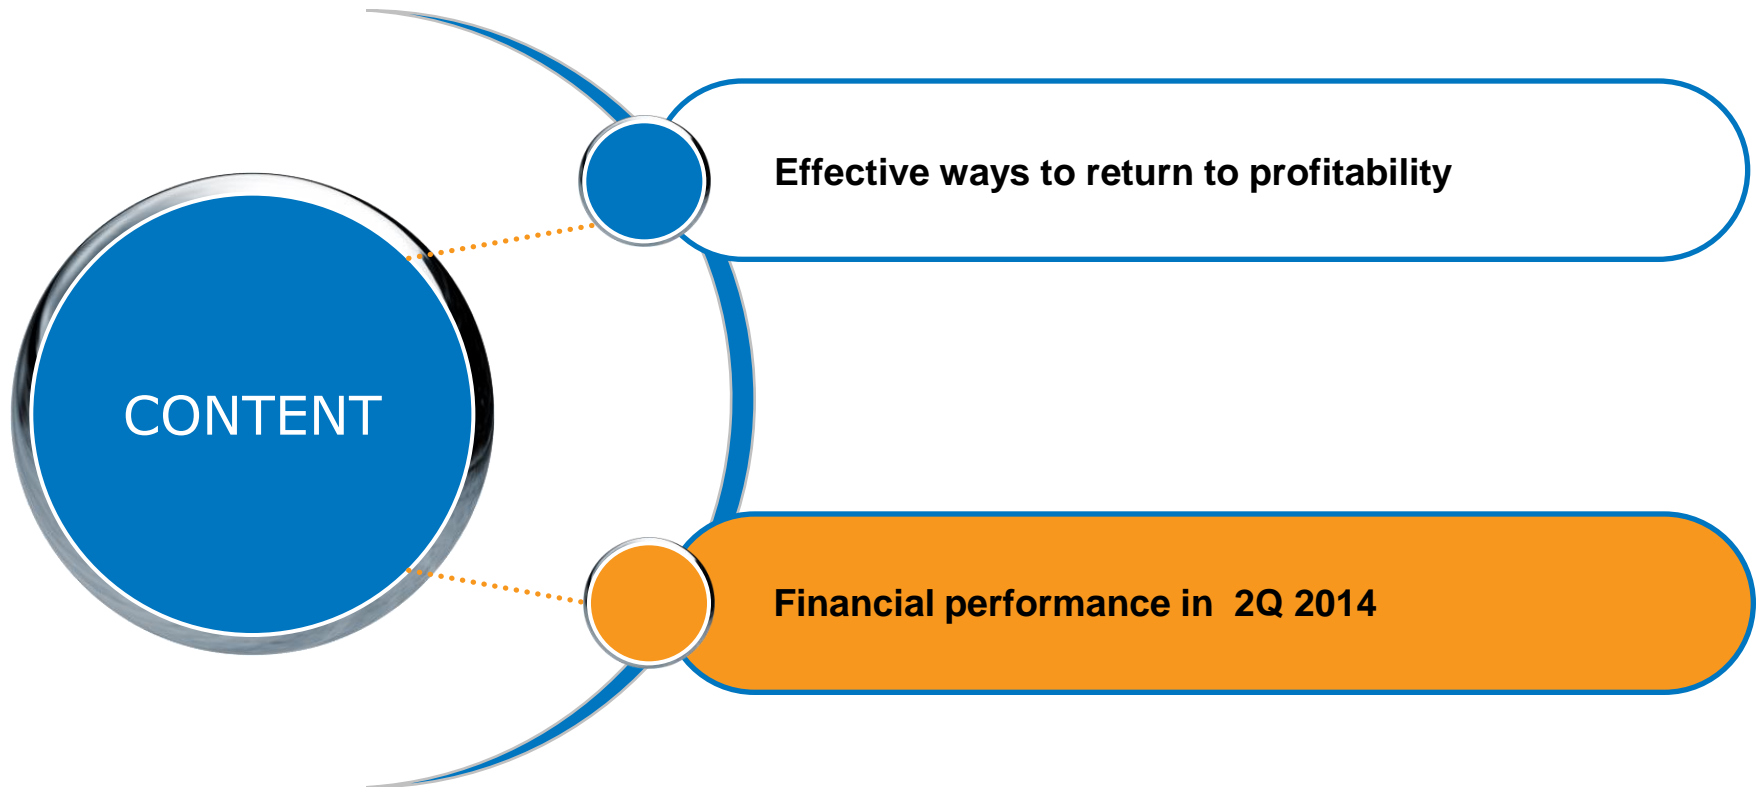 Effective ways to return to profitability
CONTENT
Financial performance in  2Q 2014